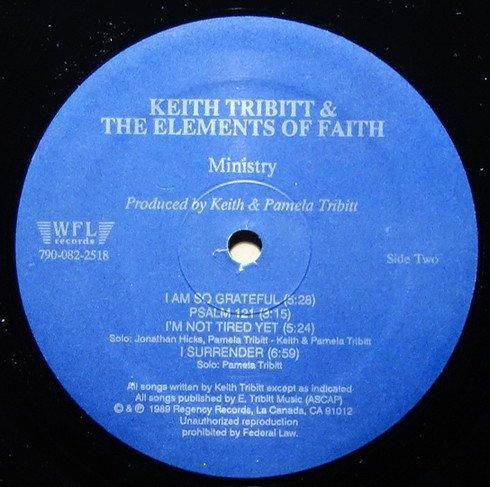 KEITH TRIBITT &
THE ELEMENTS OF FAITH
Ministry
Produced by Keith & Pamela Tribitt
WFL
records
790-082-2518
Side Two
I AM SO GRATEFUL (5:28)
PSALM 121 (3:15)
I'M NOT TIRED YET (5:24)
Solo: Jonathan Hicks, Pamela Tribitt - Keith & Pamela Tribitt
I SURRENDER (6:59)
Solo: Pamela Tribitt
All songs written by Keith Tribitt except as indicated
All songs published by E. Tribitt Music (ASCAP)
© & ℗ 1989 Regency Records, La Canada, CA 91012
Unauthorized reproduction
prohibited by Federal Law.